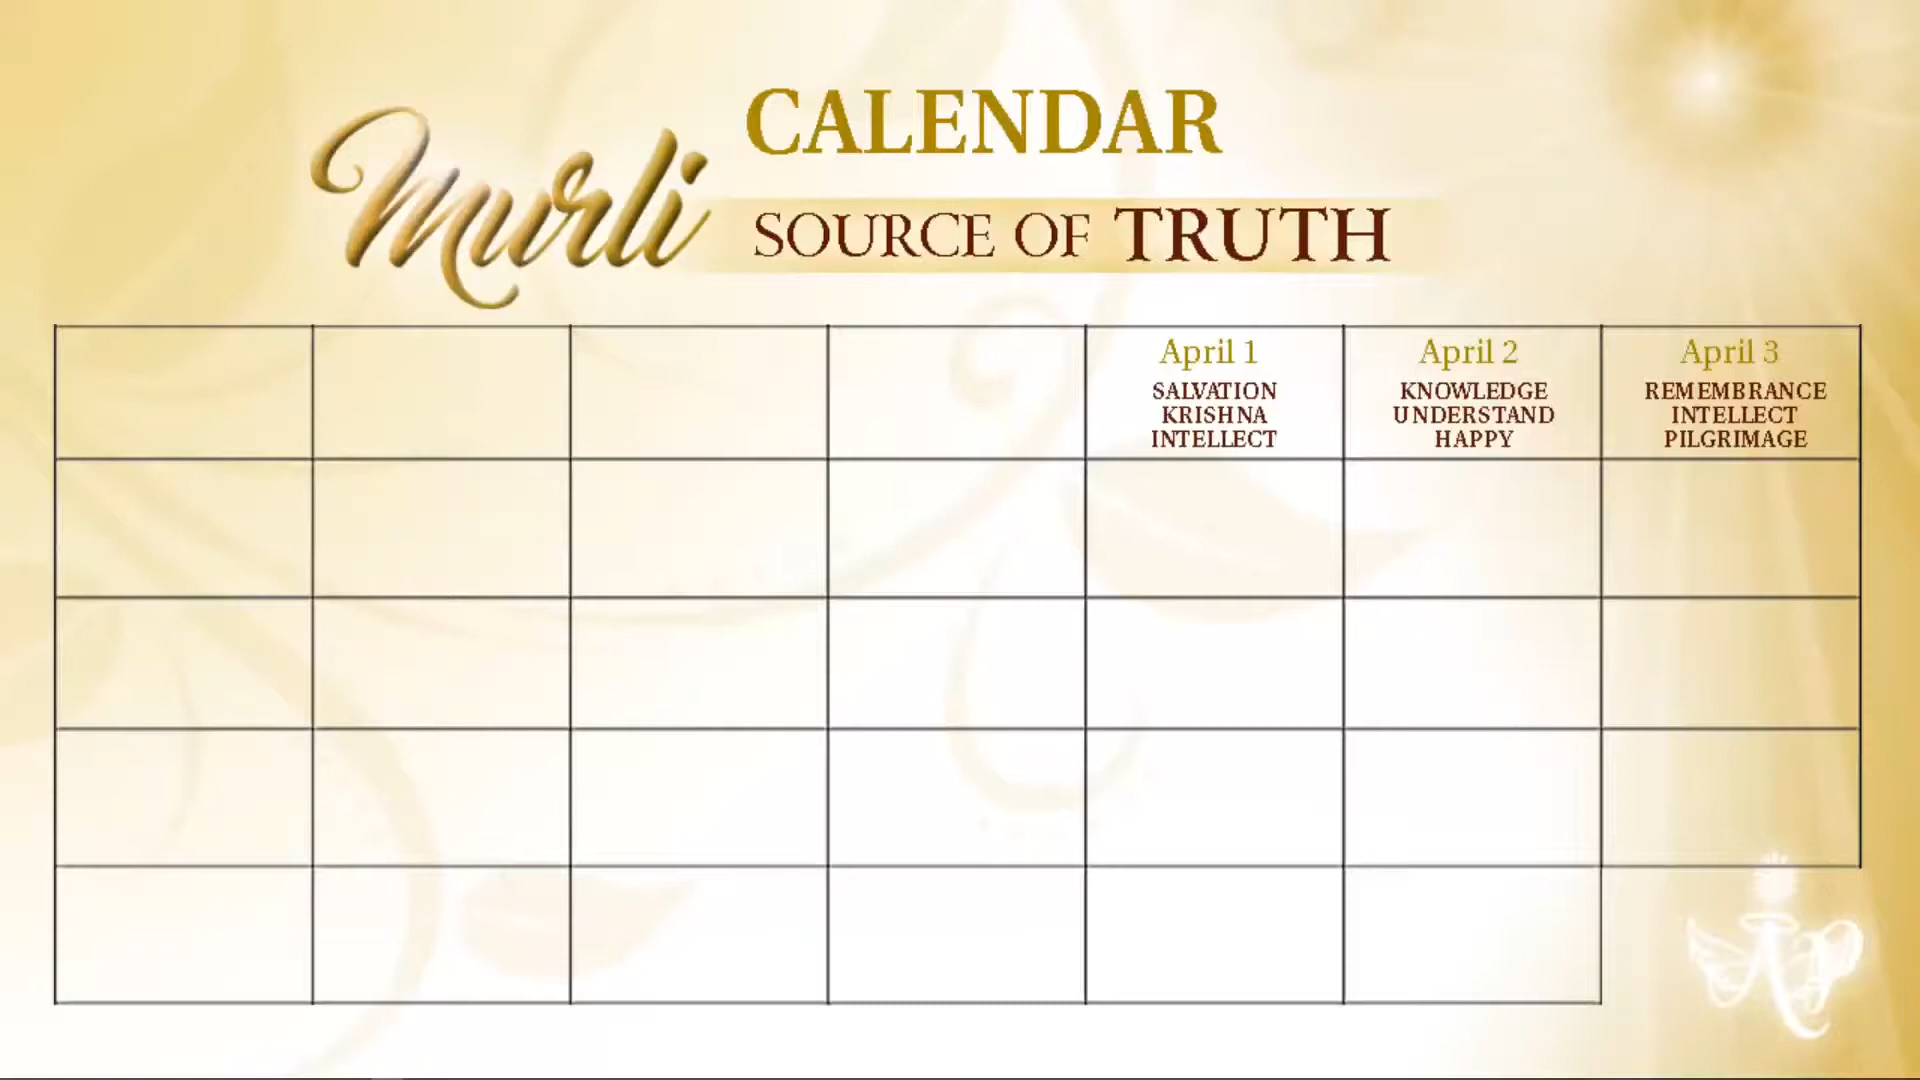 CALENDAR
Murli
SOURCE OF TRUTH
April 1
SALVATION
KRISHNA
INTELLECT
April 2
KNOWLEDGE
UNDERSTAND
HAPPY
April 3
REMEMBRANCE
INTELLECT
PILGRIMAGE